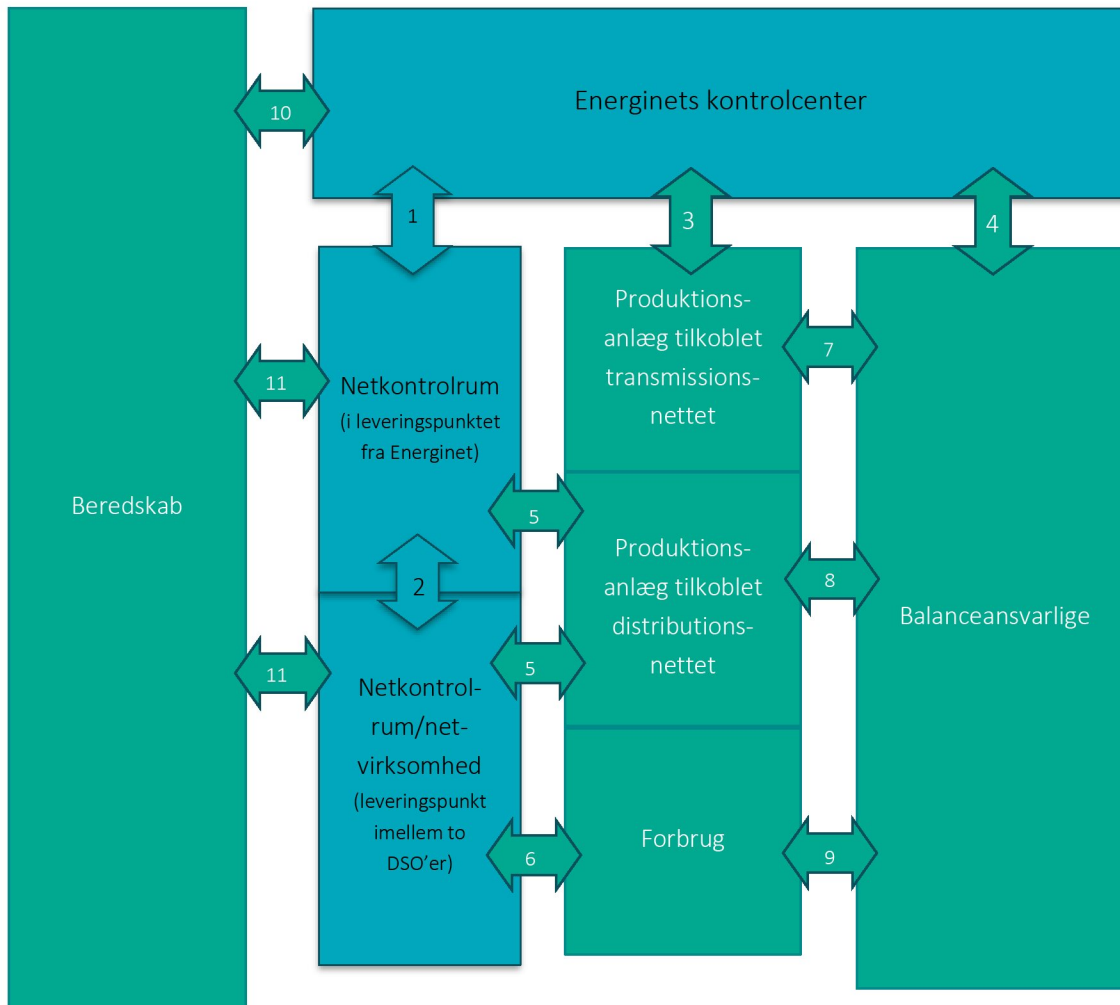 Energinets kontrolcenter
10
1
3
4
Produktions-
anlæg tilkoblet
transmissions-
nettet
7
11
Netkontrolrum
(i leveringspunktet
fra Energinet)
Beredskab
5
Produktions-
anlæg tilkoblet
distributions-
nettet
2
8
Balanceansvarlige
11
5
Netkontrol-
rum/net-
virksomhed
(leveringspunkt
imellem to
DSO'er)
6
Forbrug
9